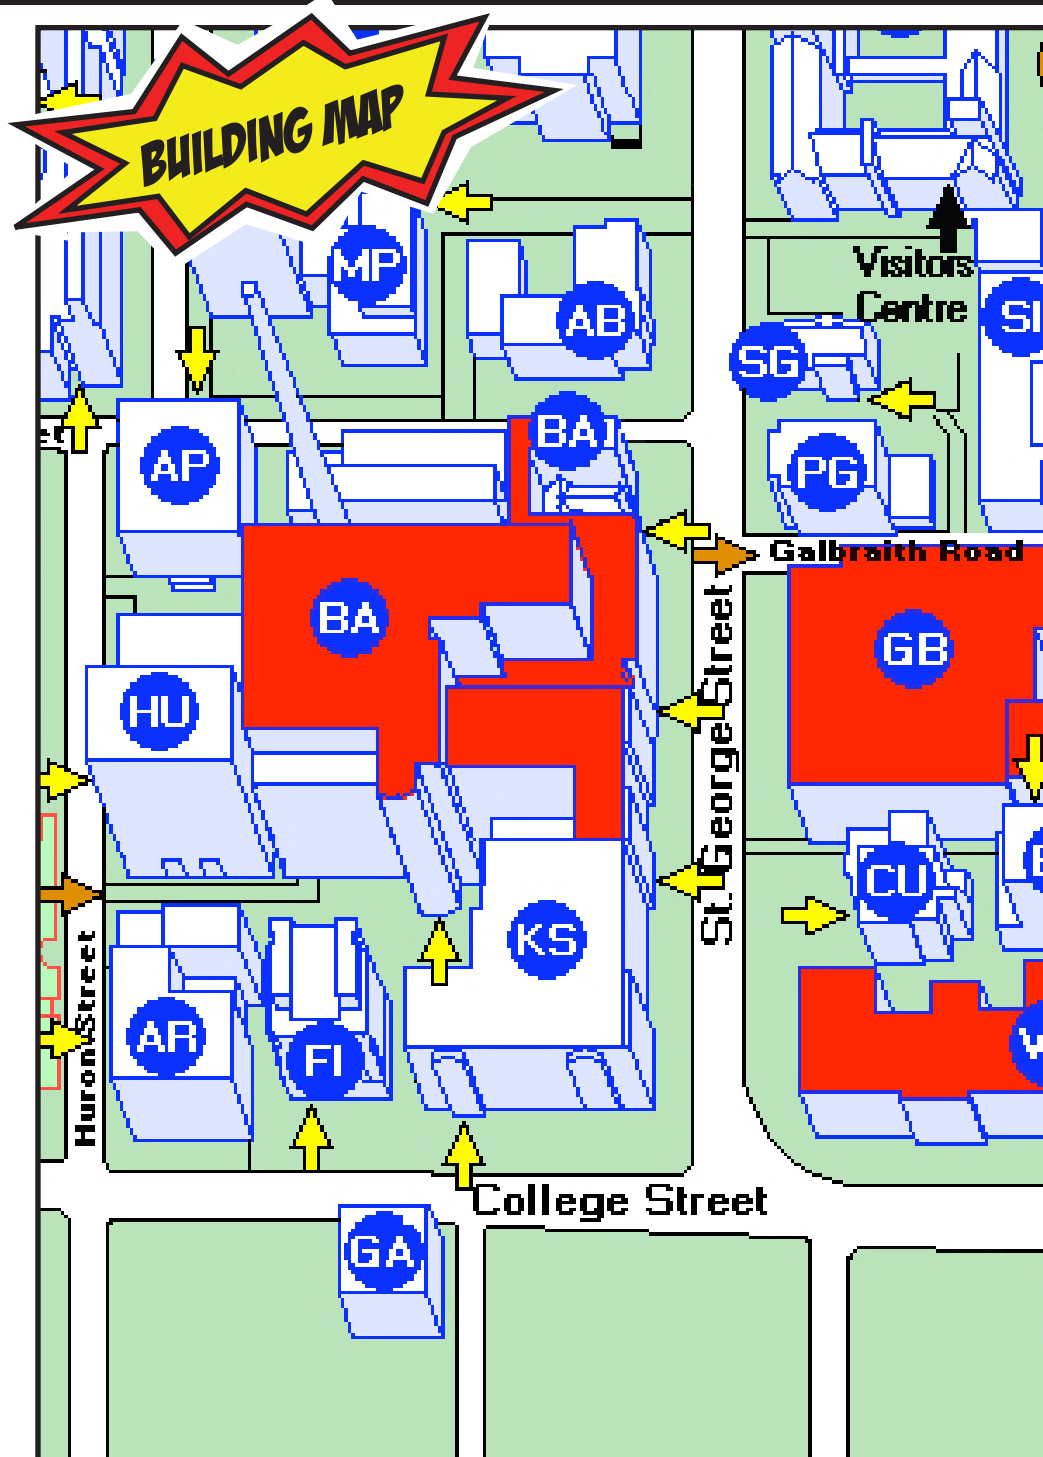 BUILDING MAP
MP
AB
Visitors
Centre
SG
BA
AP
PG
Galbraith Road
BA
GB
HU
St. George Street
CU
KS
Huron Street
AR
FI
College Street
GA